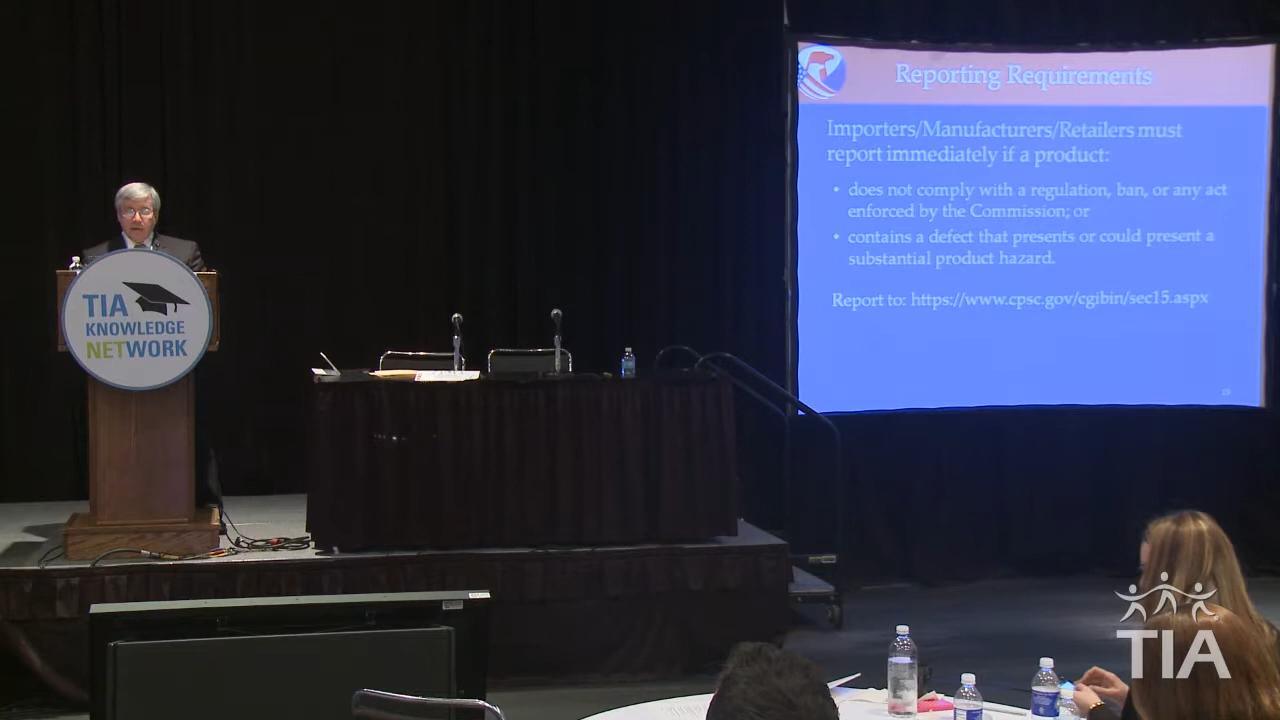 Reporting Requirements
Importers/Manufacturers/Retailers must
report immediately if a product:
• does not comply with a regulation, ban, or any act
enforced by the Commission; or
• contains a defect that presents or could present a
substantial product hazard.
Report to: https://www.cpsc.gov/cgibin/sec15.aspx
TIA
KNOWLEDGE
NETWORK
TIA